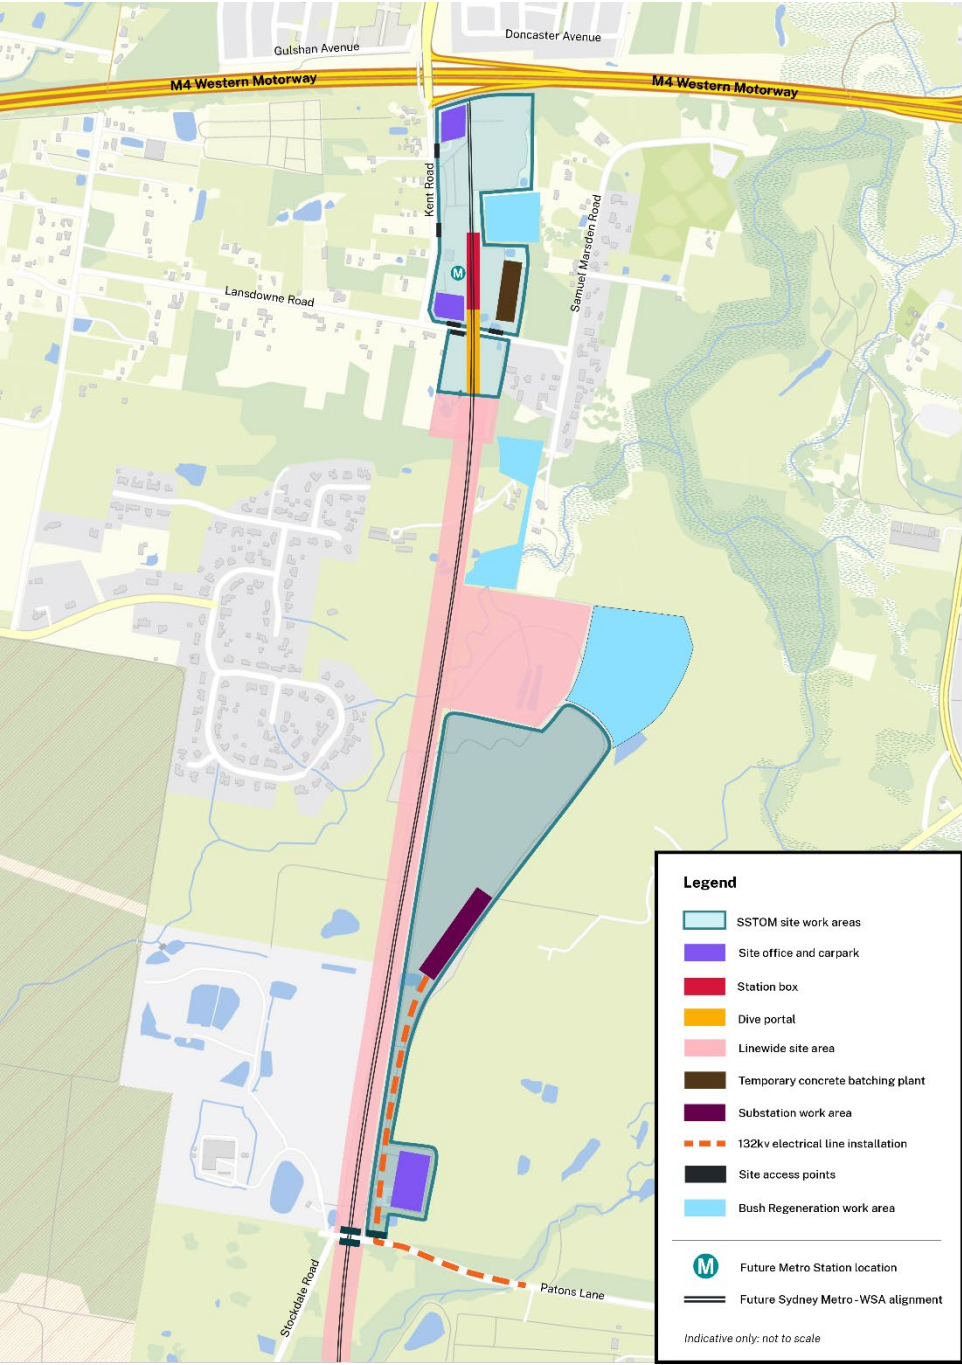 Gulshan Avenue
Doncaster Avenue
M4 Western Motorway
M4 Western Motorway
Kent Road
Samuel Marsden Road
M
Lansdowne Road
Legend
SSTOM site work areas
Site office and carpark
Station box
Dive portal
Linewide site area
Temporary concrete batching plant
Substation work area
132kv electrical line installation
Site access points
Bush Regeneration work area
M
Future Metro Station location
Future Sydney Metro - WSA alignment
Indicative only: not to scale
Stockdale Road
Patons Lane